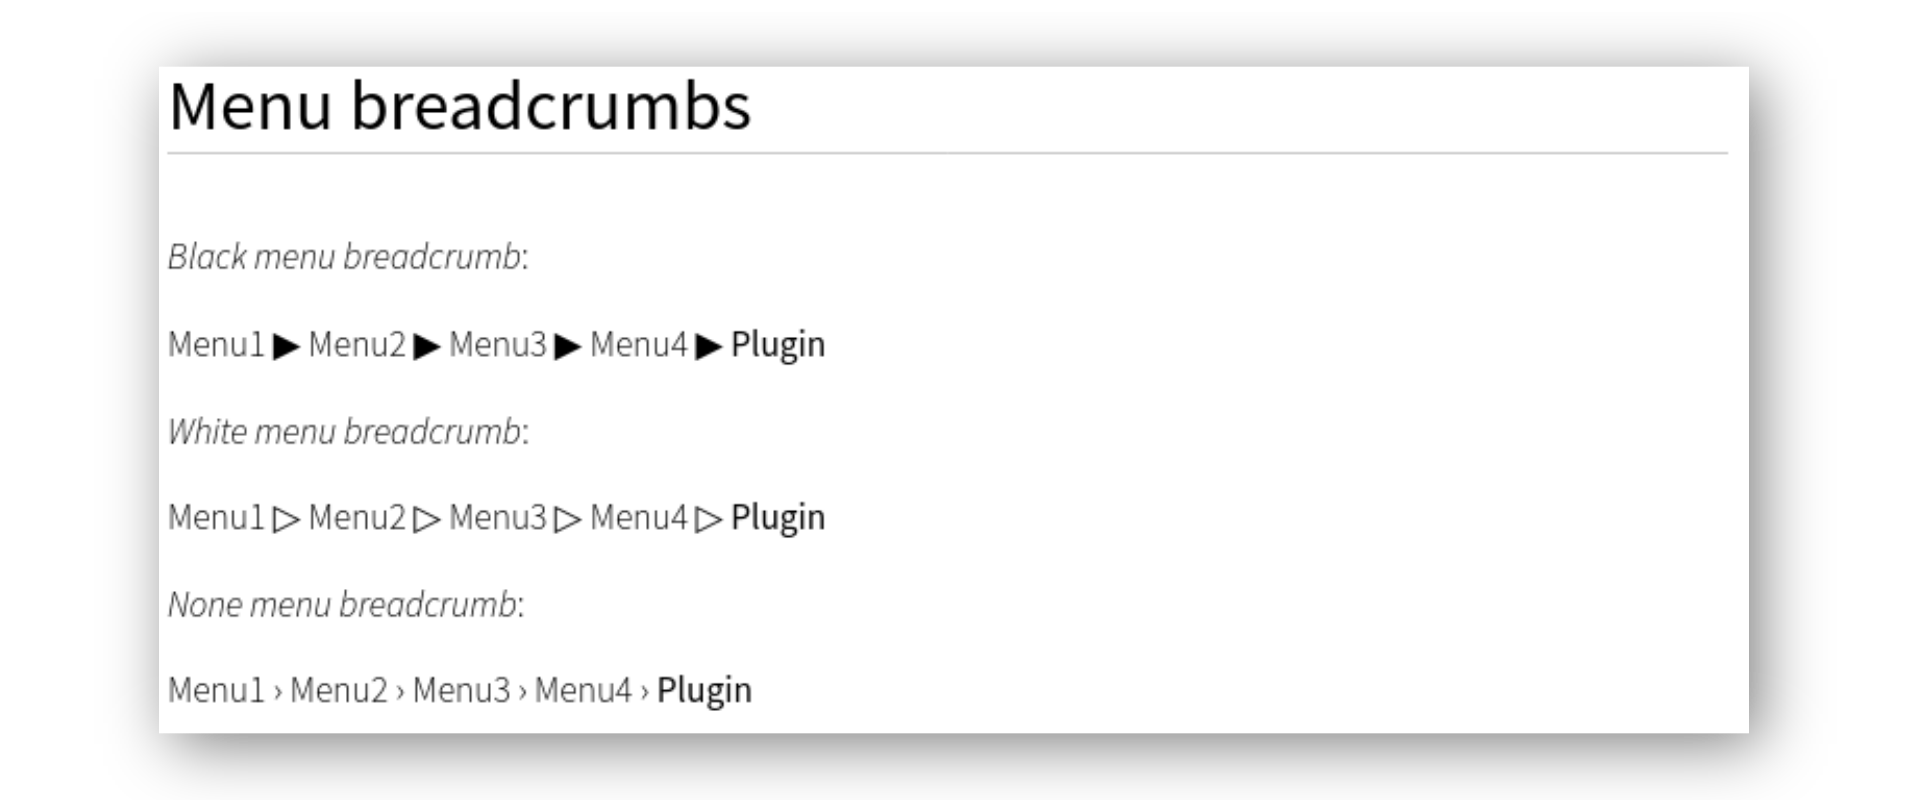 Menu breadcrumbs
Black menu breadcrumb:
Menu1 ▶ Menu2 ▶ Menu3 ▶ Menu4 ▶ Plugin
White menu breadcrumb:
Menu1 ▷ Menu2 ▷ Menu3 ▷ Menu4 ▷ Plugin
None menu breadcrumb:
Menu1 › Menu2 › Menu3 › Menu4 › Plugin